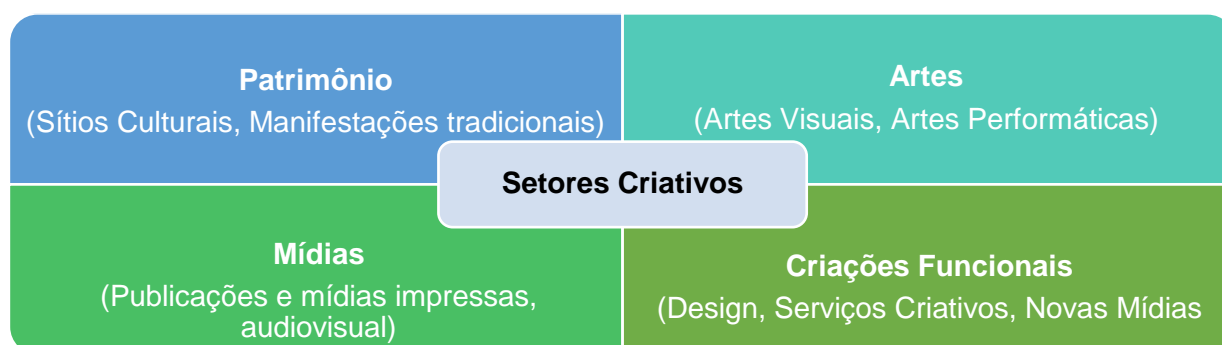 Patrimônio
(Sítios Culturais, Manifestações tradicionais)
Artes
(Artes Visuais, Artes Performáticas)
Setores Criativos
Mídias
(Publicações e mídias impressas,
audiovisual)
Criações Funcionais
(Design, Serviços Criativos, Novas Mídias